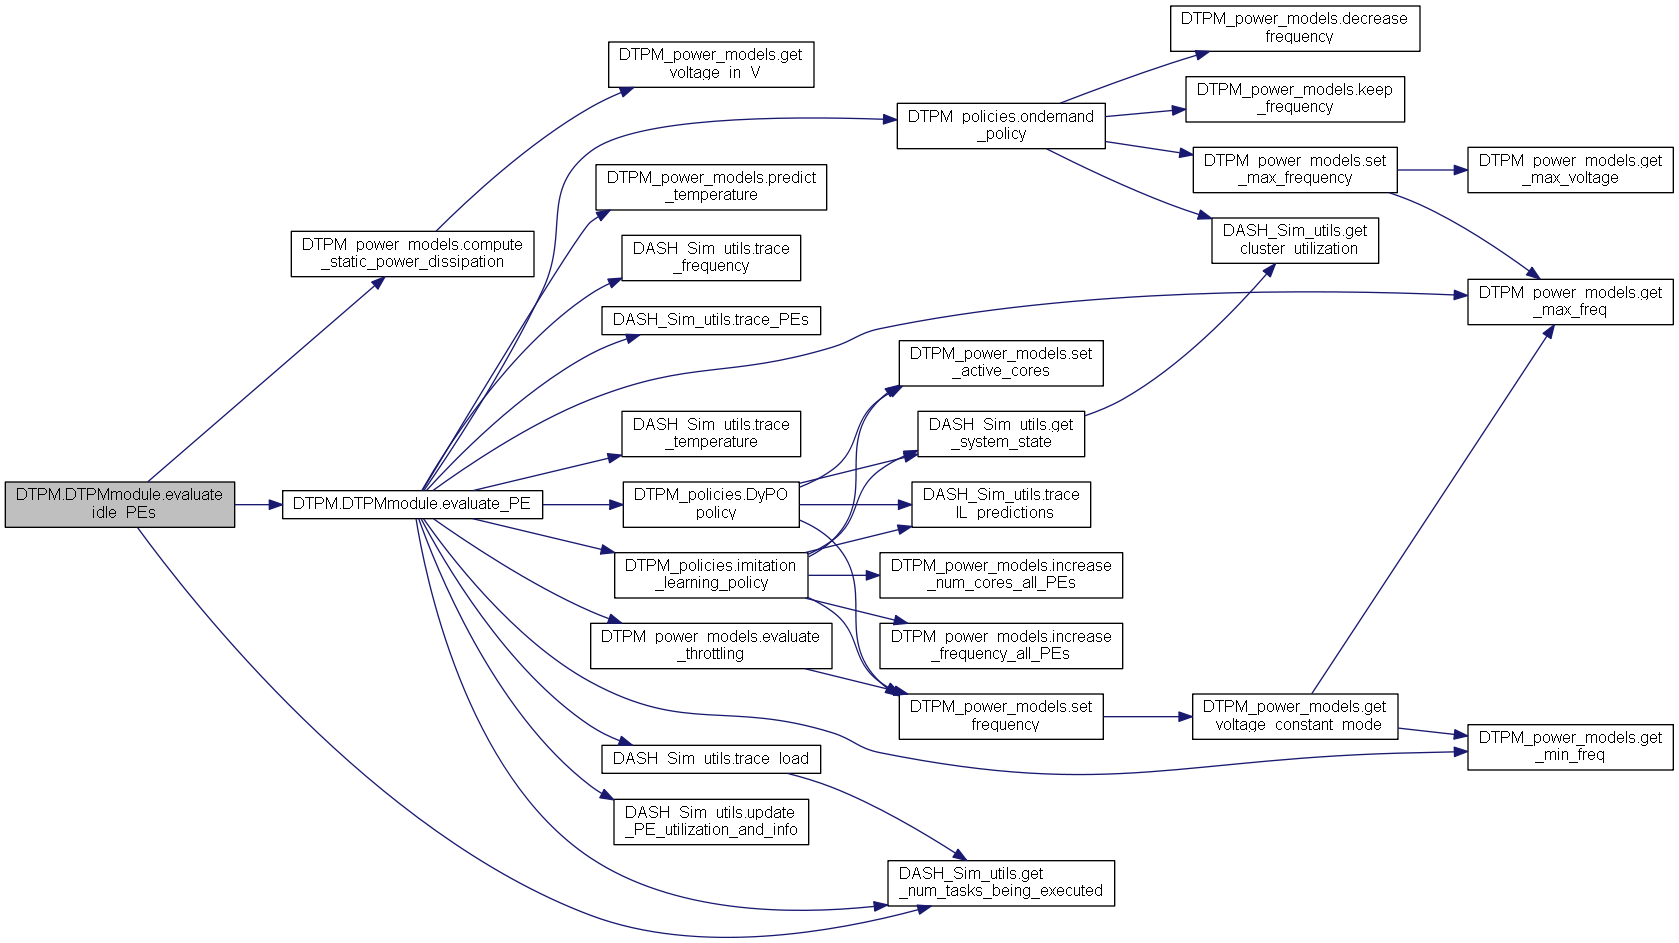 DTPM.DTPMmodule.evaluate
_idle_PEs
DTPM_power_models.compute
_static_power_dissipation
DTPM.DTPMmodule.evaluate_PE
DTPM_power_models.get
_voltage_in_V
DTPM_power_models.predict
_temperature
DASH_Sim_utils.trace
_frequency
DASH_Sim_utils.trace_PEs
DASH_Sim_utils.trace
_temperature
DTPM_policies.DyPO
_policy
DTPM_policies.imitation
_learning_policy
DTPM_power_models.evaluate
_throttling
DASH_Sim_utils.trace_load
DASH_Sim_utils.update
_PE_utilization_and_info
DTPM_policies.ondemand
_policy
DTPM_power_models.set
_active_cores
DASH_Sim_utils.get
_system_state
DASH_Sim_utils.trace
_IL_predictions
DTPM_power_models.increase
_num_cores_all_PEs
DTPM_power_models.increase
_frequency_all_PEs
DTPM_power_models.set
_frequency
DASH_Sim_utils.get
_num_tasks_being_executed
DTPM_power_models.decrease
_frequency
DTPM_power_models.keep
_frequency
DTPM_power_models.set
_max_frequency
DASH_Sim_utils.get
_cluster_utilization
DTPM_power_models.get
_voltage_constant_mode
DTPM_power_models.get
_max_voltage
DTPM_power_models.get
_max_freq
DTPM_power_models.get
_min_freq